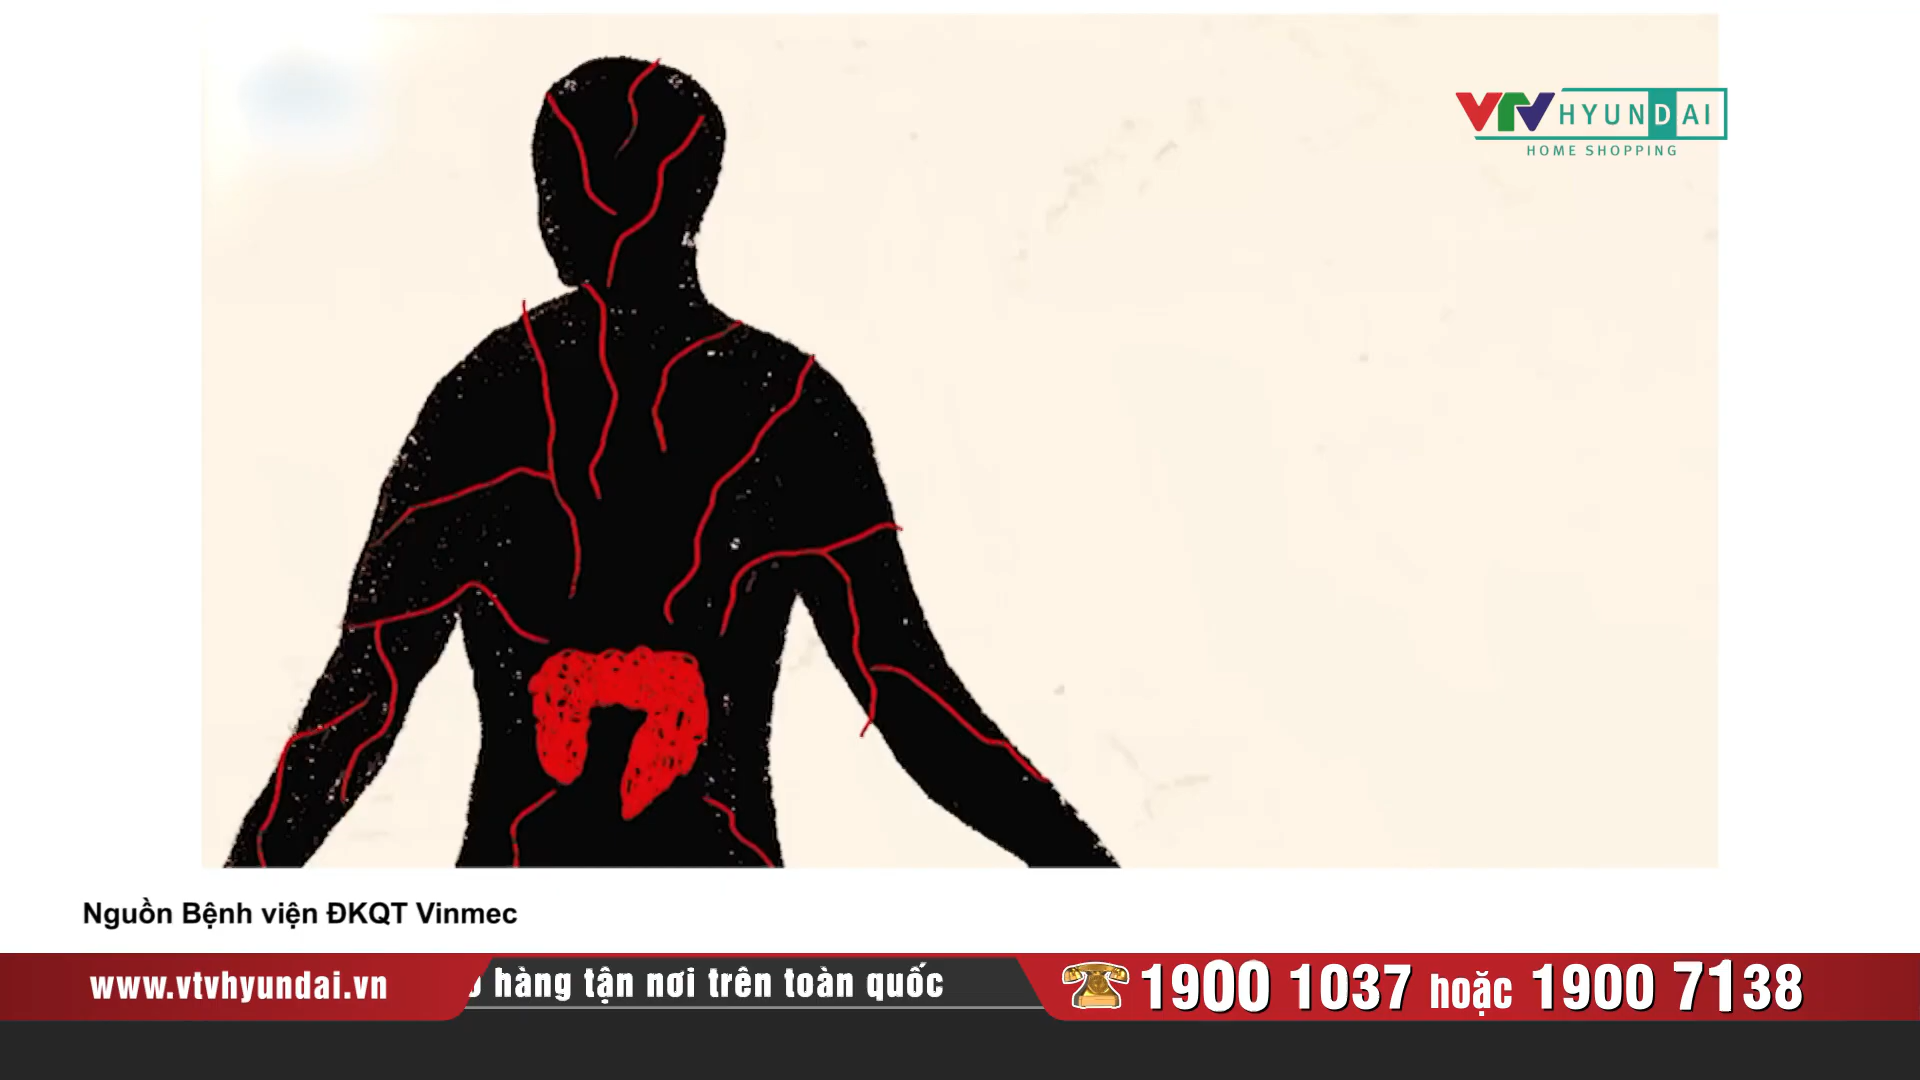 VTV HYUNDAI
HOME SHOPPING
Nguồn Bệnh viện ĐKQT Vinmec
www.vtvhyundai.vn
hàng tận nơi trên toàn quốc
1900 1037 hoặc 1900 7138